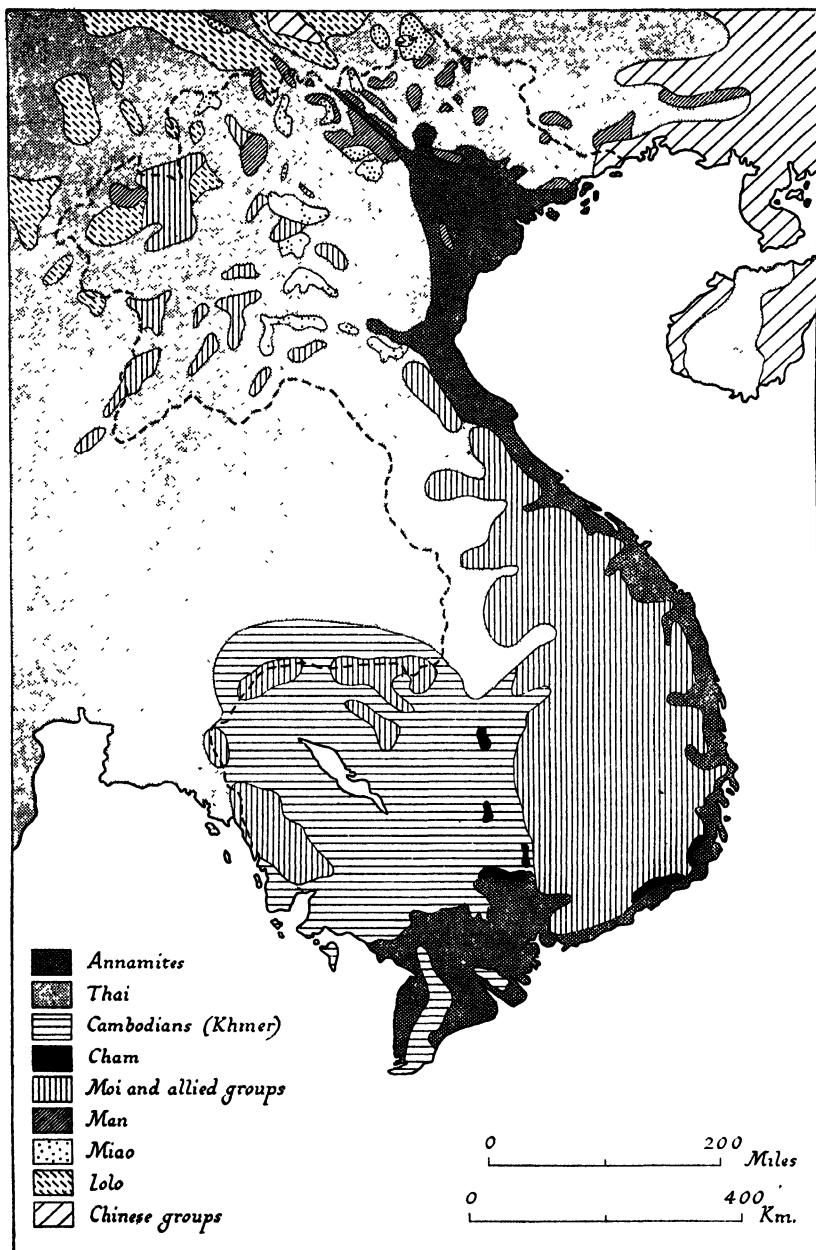 Annamites
Thai
Cambodians (Khmer)
Cham
Moi and allied groups
Man
Miao
Lolo
Chinese groups
0 200 Miles
0 400 Km.